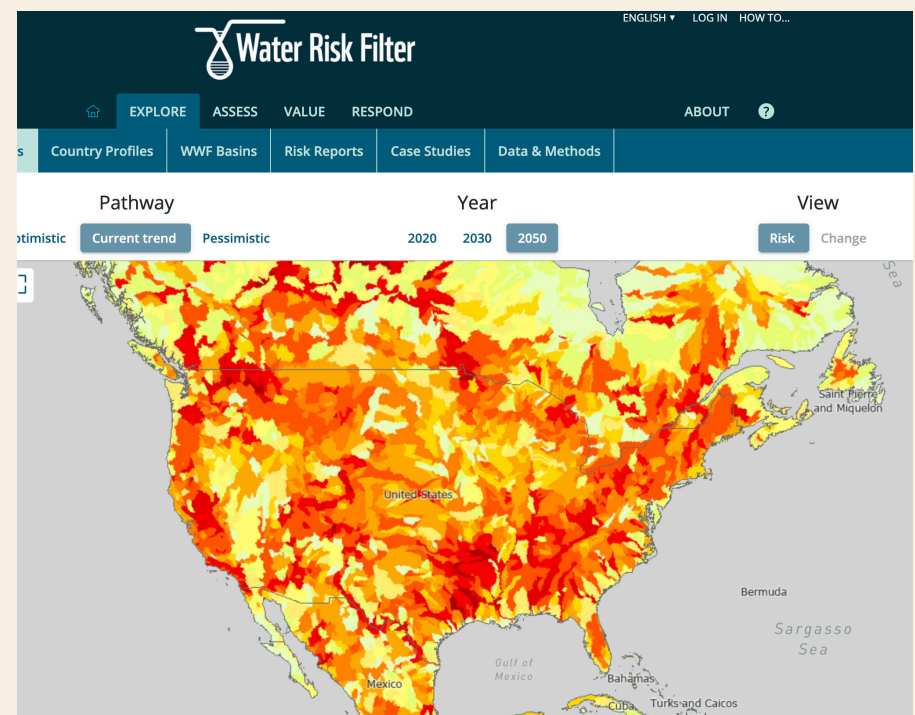 ENGLISH ▾ LOG IN HOW TO...
Water Risk Filter
EXPLORE ASSESS VALUE RESPOND ABOUT ?
s Country Profiles WWF Basins Risk Reports Case Studies Data & Methods
Pathway Year View
ptimistic Current trend Pessimistic 2020 2030 2050 Risk Change
Sea
Saint Pierre
and Miquelon
United States
Bermuda
Sargasso
Sea
Gulf of
Mexico
Mexico
Bahamas
Cuba
Turks and Caicos